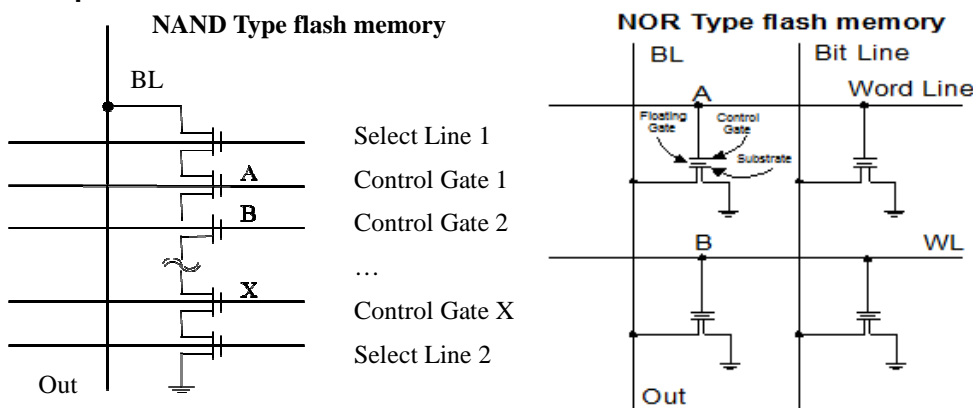 NAND Type flash memory
BL
Select Line 1
A
Control Gate 1
B
Control Gate 2
…
X
Control Gate X
Select Line 2
Out
NOR Type flash memory
BL
Bit Line
A
Word Line
Floating
Gate
Control
Gate
Substrate
B
WL
Out